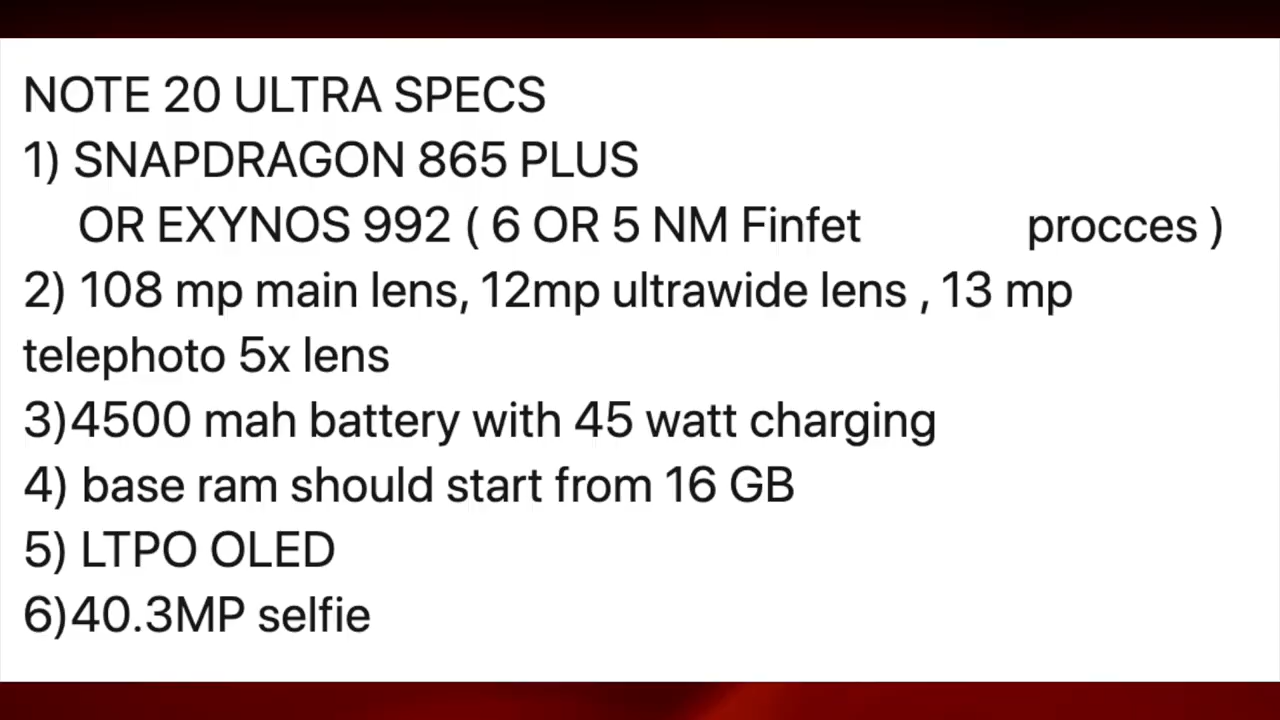 NOTE 20 ULTRA SPECS
1) SNAPDRAGON 865 PLUS
OR EXYNOS 992 ( 6 OR 5 NM Finfet procces )
2) 108 mp main lens, 12mp ultrawide lens , 13 mp
telephoto 5x lens
3)4500 mah battery with 45 watt charging
4) base ram should start from 16 GB
5) LTPO OLED
6)40.3MP selfie